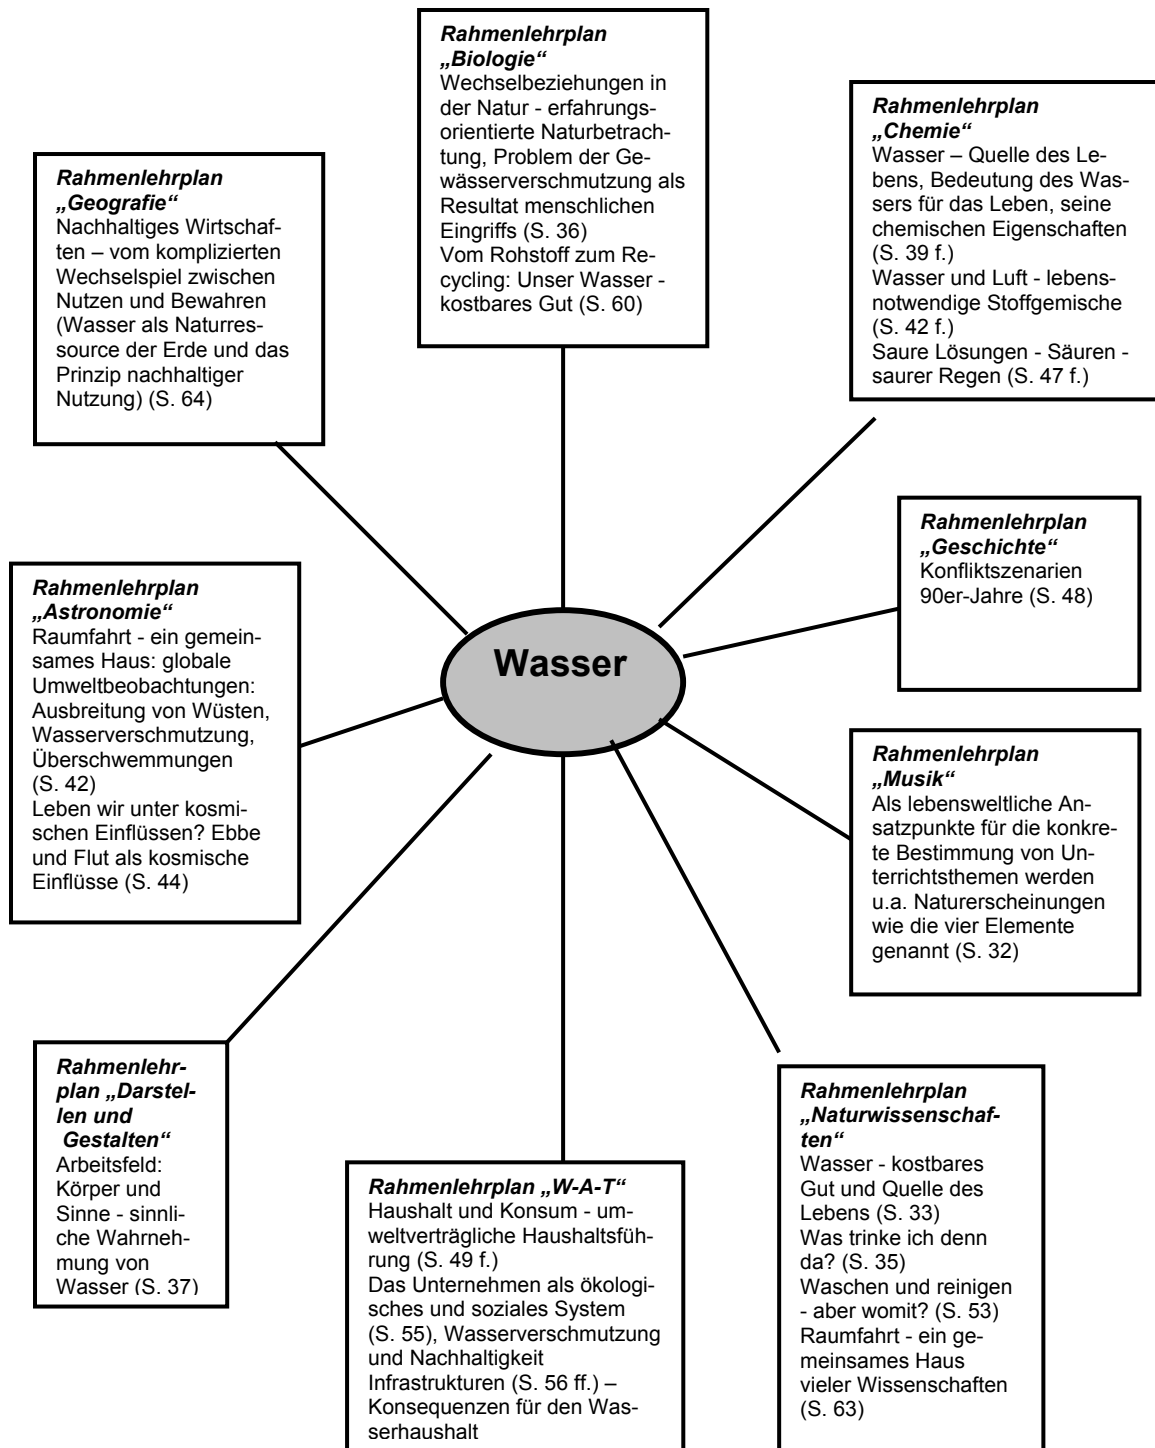 Rahmenlehrplan
„Biologie“
Wechselbeziehungen in
der Natur - erfahrungs-
orientierte Naturbetrach-
tung, Problem der Ge-
wässerverschmutzung als
Resultat menschlichen
Eingriffs (S. 36)
Vom Rohstoff zum Re-
cycling: Unser Wasser -
kostbares Gut (S. 60)
Rahmenlehrplan
„Chemie“
Wasser – Quelle des Le-
bens, Bedeutung des Was-
sers für das Leben, seine
chemischen Eigenschaften
(S. 39 f.)
Wasser und Luft - lebens-
notwendige Stoffgemische
(S. 42 f.)
Saure Lösungen - Säuren -
saurer Regen (S. 47 f.)
Rahmenlehrplan
„Geografie“
Nachhaltiges Wirtschaf-
ten – vom komplizierten
Wechselspiel zwischen
Nutzen und Bewahren
(Wasser als Naturres-
source der Erde und das
Prinzip nachhaltiger
Nutzung) (S. 64)
Rahmenlehrplan
„Geschichte“
Konfliktszenarien
90er-Jahre (S. 48)
Rahmenlehrplan
„Astronomie“
Raumfahrt - ein gemein-
sames Haus: globale
Umweltbeobachtungen:
Ausbreitung von Wüsten,
Wasserverschmutzung,
Überschwemmungen
(S. 42)
Leben wir unter kosmi-
schen Einflüssen? Ebbe
und Flut als kosmische
Einflüsse (S. 44)
Wasser
Rahmenlehrplan
„Musik“
Als lebensweltliche An-
satzpunkte für die konkre-
te Bestimmung von Un-
terrichtsthemen werden
u.a. Naturerscheinungen
wie die vier Elemente
genannt (S. 32)
Rahmenlehr-
plan „Darstel-
len und
Gestalten“
Arbeitsfeld:
Körper und
Sinne - sinnli-
che Wahrneh-
mung von
Wasser (S. 37)
Rahmenlehrplan „W-A-T“
Haushalt und Konsum - um-
weltverträgliche Haushaltsfüh-
rung (S. 49 f.)
Das Unternehmen als ökologi-
sches und soziales System
(S. 55), Wasserverschmutzung
und Nachhaltigkeit
Infrastrukturen (S. 56 ff.) –
Konsequenzen für den Was-
serhaushalt
Rahmenlehrplan
„Naturwissenschaf-
ten“
Wasser - kostbares
Gut und Quelle des
Lebens (S. 33)
Was trinke ich denn
da? (S. 35)
Waschen und reinigen
- aber womit? (S. 53)
Raumfahrt - ein ge-
meinsames Haus
vieler Wissenschaften
(S. 63)